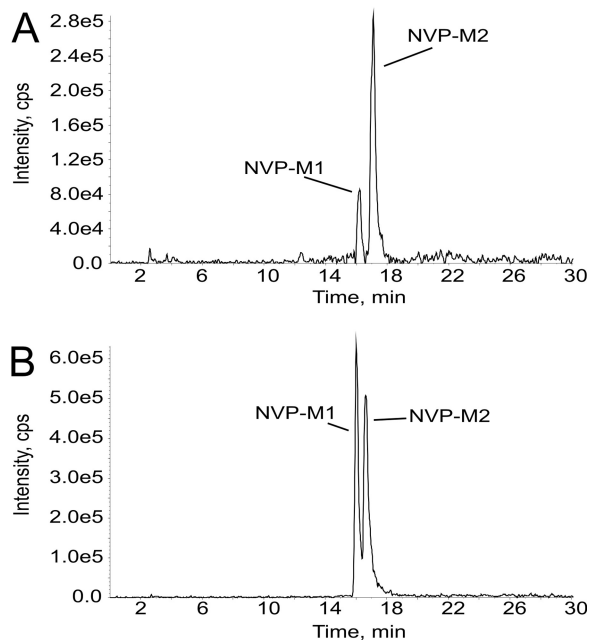 A
Intensity, cps
2.8e5
2.4e5
2.0e5
1.6e5
1.2e5
8.0e4
4.0e4
0.0
NVP-M2
NVP-M1
2 6 10 14 18 22 26 30
Time, min
B
Intensity, cps
6.0e5
5.0e5
4.0e5
3.0e5
2.0e5
1.0e5
0.0
NVP-M1
NVP-M2
2 6 10 14 18 22 26 30
Time, min